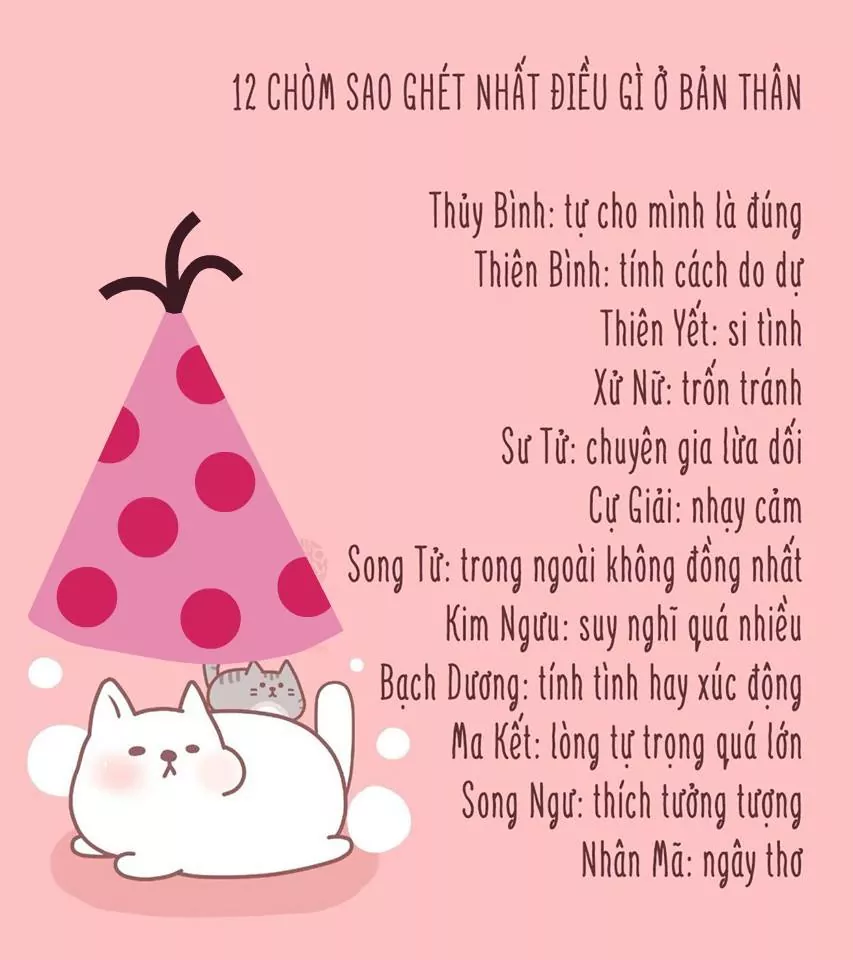 12 CHÒM SAO GHÉT NHẤT ĐIỀU GÌ Ở BẢN THÂN
Thủy Bình: tự cho mình là đúng
Thiên Bình: tính cách do dự
Thiên Yết: si tình
Xử Nữ: trốn tránh
Sư Tử: chuyên gia lừa dối
Cự Giải: nhạy cảm
Song Tử: trong ngoài không đồng nhất
Kim Ngưu: suy nghĩ quá nhiều
Bạch Dương: tính tình hay xúc động
Ma Kết: lòng tự trọng quá lớn
Song Ngư: thích tưởng tượng
Nhân Mã: ngây thơ